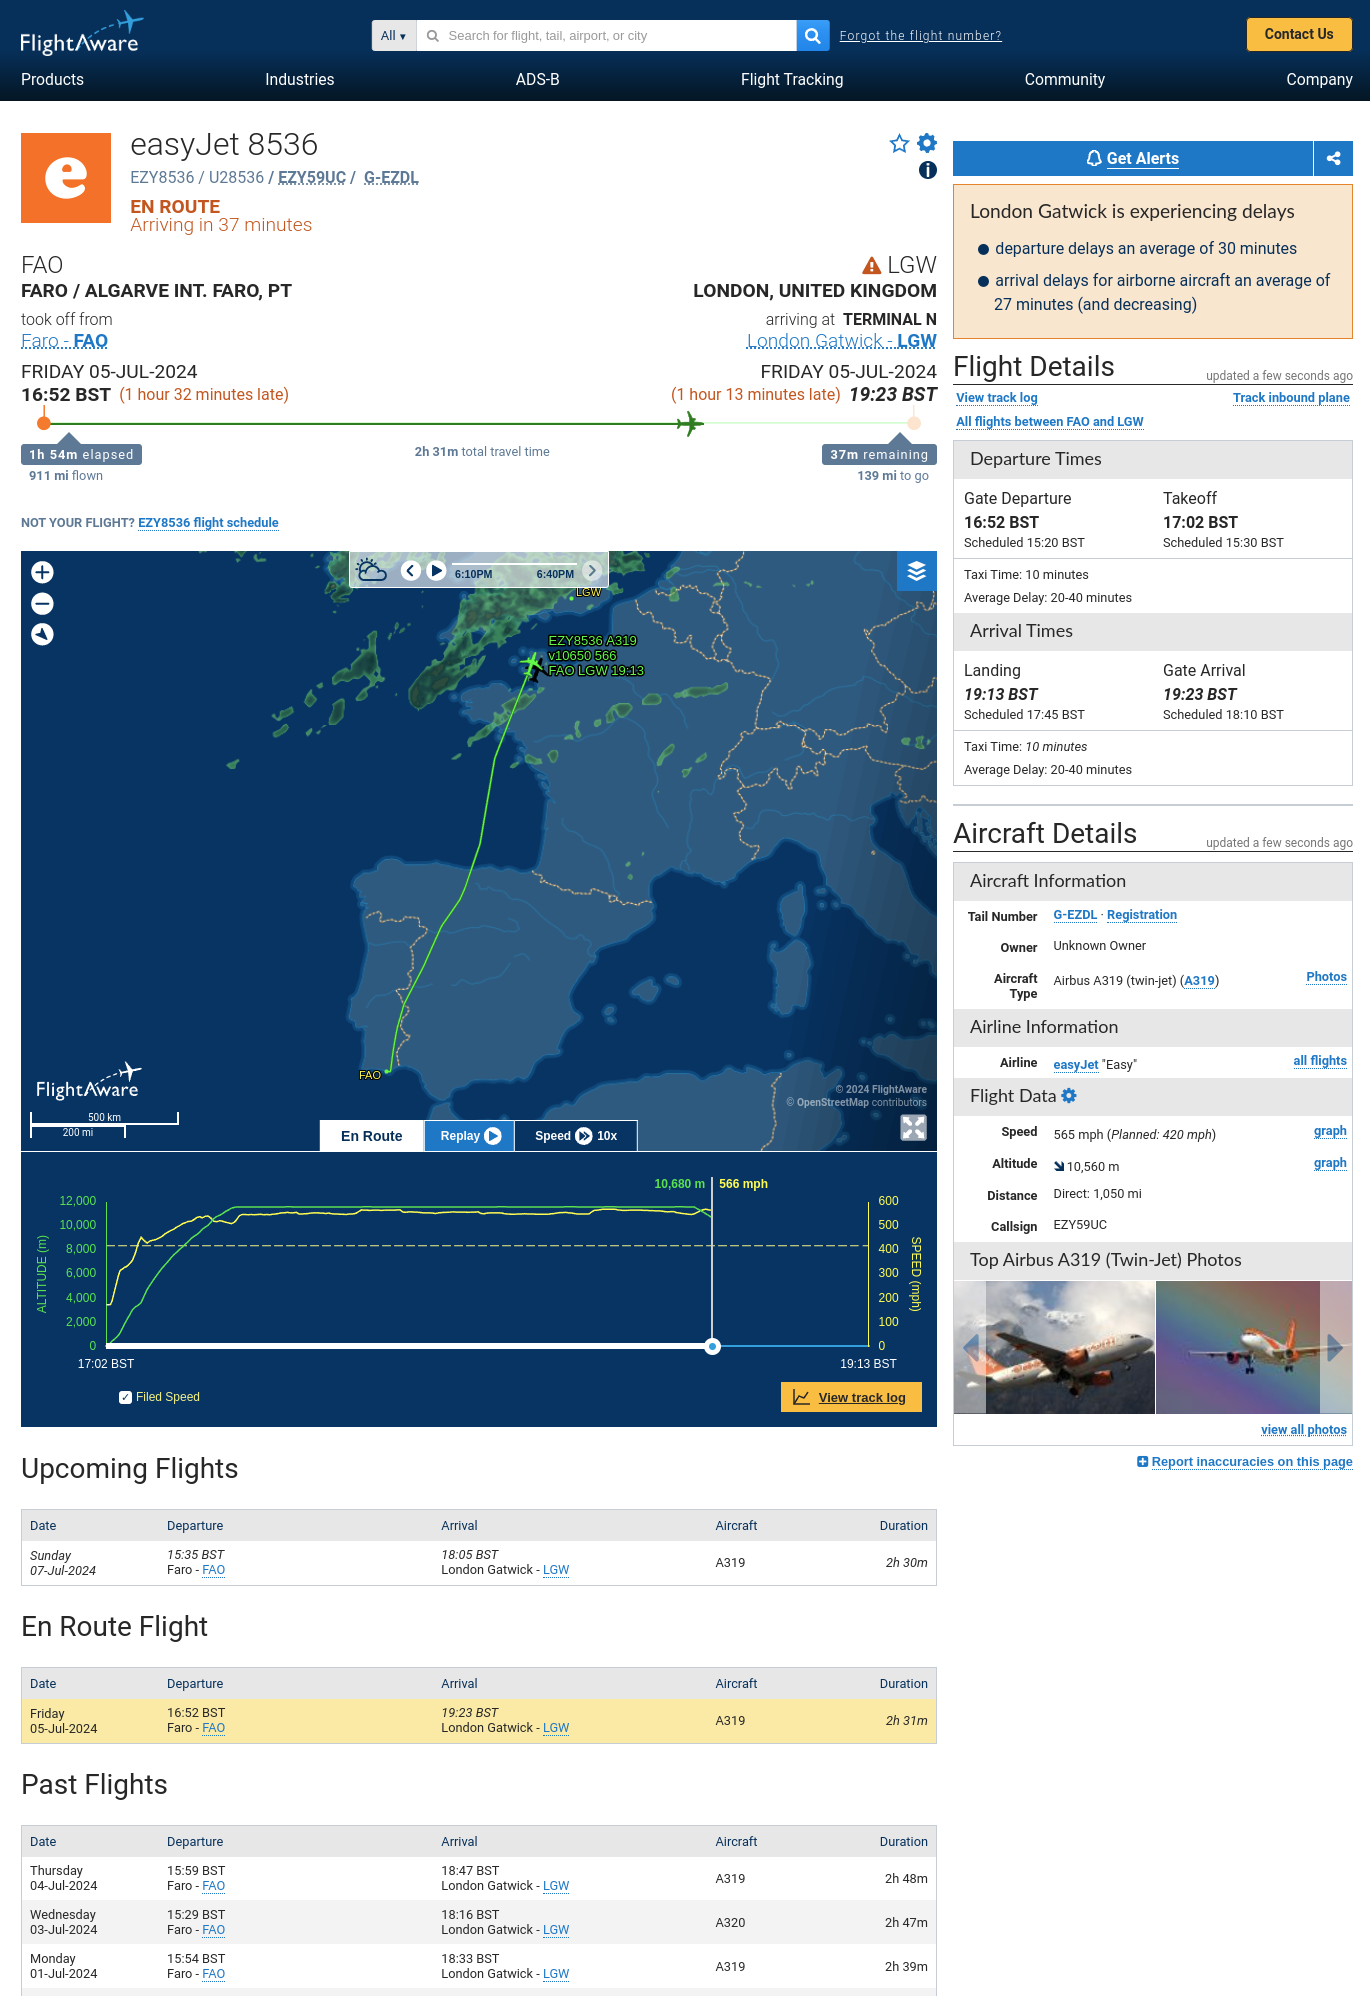 FlightAware
All ▾
Search for flight, tail, airport, or city
Forgot the flight number?
Contact Us
Products
Industries
ADS-B
Flight Tracking
Community
Company
e
easyJet 8536
EZY8536 / U28536 / EZY59UC / G-EZDL
EN ROUTE
Arriving in 37 minutes
FAO
FARO / ALGARVE INT. FARO, PT
took off from
Faro - FAO
FRIDAY 05-JUL-2024
16:52 BST (1 hour 32 minutes late)
LGW
LONDON, UNITED KINGDOM
arriving at TERMINAL N
London Gatwick - LGW
FRIDAY 05-JUL-2024
(1 hour 13 minutes late) 19:23 BST
1h 54m elapsed
911 mi flown
2h 31m total travel time
37m remaining
139 mi to go
NOT YOUR FLIGHT? EZY8536 flight schedule
6:10PM
6:40PM
LGW
EZY8536 A319
v10650 566
FAO LGW 19:13
FAO
FlightAware
500 km
200 mi
© 2024 FlightAware
© OpenStreetMap contributors
En Route
Replay
Speed 10x
10,680 m
566 mph
ALTITUDE (m)
12,000
10,000
8,000
6,000
4,000
2,000
0
600
500
400
300
200
100
0
SPEED (mph)
17:02 BST
19:13 BST
Filed Speed
View track log
Get Alerts
London Gatwick is experiencing delays
departure delays an average of 30 minutes
arrival delays for airborne aircraft an average of
27 minutes (and decreasing)
Flight Details
updated a few seconds ago
View track log
Track inbound plane
All flights between FAO and LGW
Departure Times
Gate Departure
16:52 BST
Scheduled 15:20 BST
Takeoff
17:02 BST
Scheduled 15:30 BST
Taxi Time: 10 minutes
Average Delay: 20-40 minutes
Arrival Times
Landing
19:13 BST
Scheduled 17:45 BST
Gate Arrival
19:23 BST
Scheduled 18:10 BST
Taxi Time: 10 minutes
Average Delay: 20-40 minutes
Aircraft Details
updated a few seconds ago
Aircraft Information
Tail Number
G-EZDL · Registration
Owner
Unknown Owner
Aircraft
Type
Airbus A319 (twin-jet) (A319)
Photos
Airline Information
Airline
easyJet "Easy"
all flights
Flight Data
Speed
565 mph (Planned: 420 mph)
graph
Altitude
10,560 m
graph
Distance
Direct: 1,050 mi
Callsign
EZY59UC
Top Airbus A319 (Twin-Jet) Photos
view all photos
Report inaccuracies on this page
Upcoming Flights
Date Departure Arrival Aircraft Duration
Sunday
07-Jul-2024
15:35 BST
Faro - FAO
18:05 BST
London Gatwick - LGW
A319
2h 30m
En Route Flight
Date Departure Arrival Aircraft Duration
Friday
05-Jul-2024
16:52 BST
Faro - FAO
19:23 BST
London Gatwick - LGW
A319
2h 31m
Past Flights
Date Departure Arrival Aircraft Duration
Thursday
04-Jul-2024
15:59 BST
Faro - FAO
18:47 BST
London Gatwick - LGW
A319
2h 48m
Wednesday
03-Jul-2024
15:29 BST
Faro - FAO
18:16 BST
London Gatwick - LGW
A320
2h 47m
Monday
01-Jul-2024
15:54 BST
Faro - FAO
18:33 BST
London Gatwick - LGW
A319
2h 39m